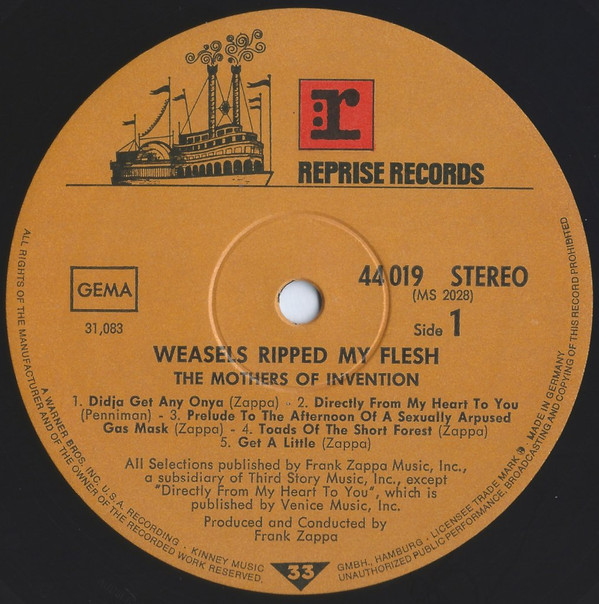 r:
REPRISE RECORDS
44 019 STEREO
(MS 2028)
GEMA
31,083
Side 1
WEASELS RIPPED MY FLESH
THE MOTHERS OF INVENTION
1. Didja Get Any Onya (Zappa) - 2. Directly From My Heart To You
(Penniman) - 3. Prelude To The Afternoon Of A Sexually Arpused
Gas Mask (Zappa) - 4. Toads Of The Short Forest (Zappa)
5. Get A Little (Zappa)
All Selections published by Frank Zappa Music, Inc.,
a subsidiary of Third Story Music, Inc., except
"Directly From My Heart To You", which is
published by Venice Music, Inc.
Produced and Conducted by
Frank Zappa
33
ALL RIGHTS OF THE MANUFACTURER AND OF THE OWNER OF THE RECORDED WORK RESERVED.
A WARNER BROS. INC. U.S.A. RECORDING · KINNEY MUSIC GMBH., HAMBURG · LICENSEE TRADE MARK ® · MADE IN GERMANY
UNAUTHORIZED PUBLIC PERFORMANCE, BROADCASTING AND COPYING OF THIS RECORD PROHIBITED